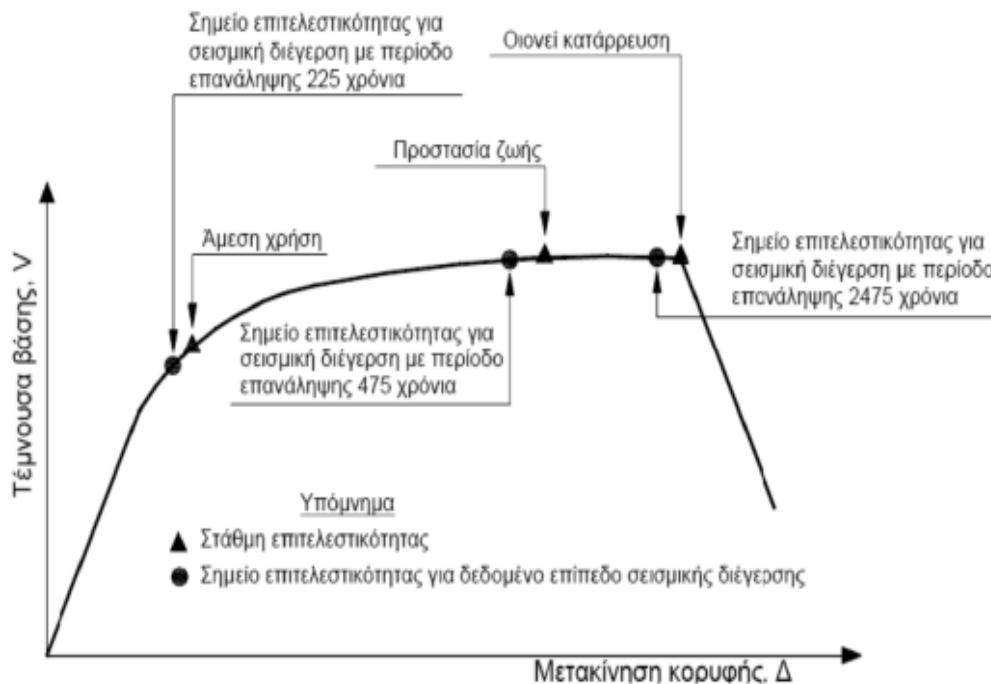 Σημείο επιτελεστικότητας για
σεισμική διέγερση με περίοδο
επανάληψης 225 χρόνια
Οιονεί κατάρρευση
Προστασία ζωής
Άμεση χρήση
Σημείο επιτελεστικότητας για
σεισμική διέγερση με περίοδο
επανάληψης 2475 χρόνια
Σημείο επιτελεστικότητας για
σεισμική διέγερση με περίοδο
επανάληψης 475 χρόνια
Τέμνουσα βάσης, V
Υπόμνημα
Στάθμη επιτελεστικότητας
Σημείο επιτελεστικότητας για δεδομένο επίπεδο σεισμικής διέγερσης
Μετακίνηση κορυφής, Δ